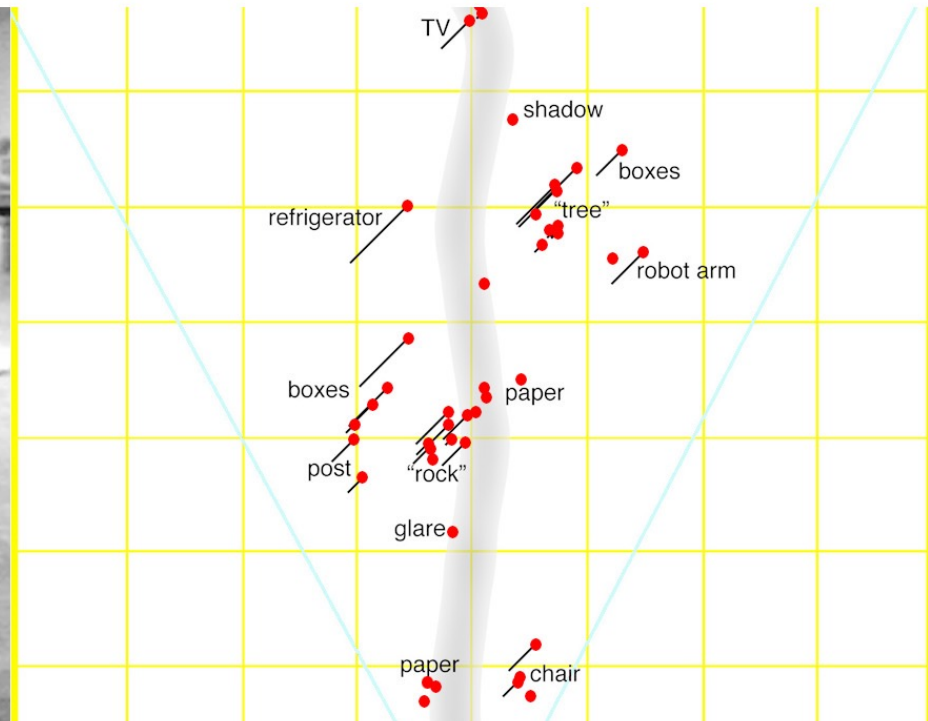 TV
shadow
boxes
“tree”
refrigerator
robot arm
boxes
paper
post
“rock”
glare
paper
chair